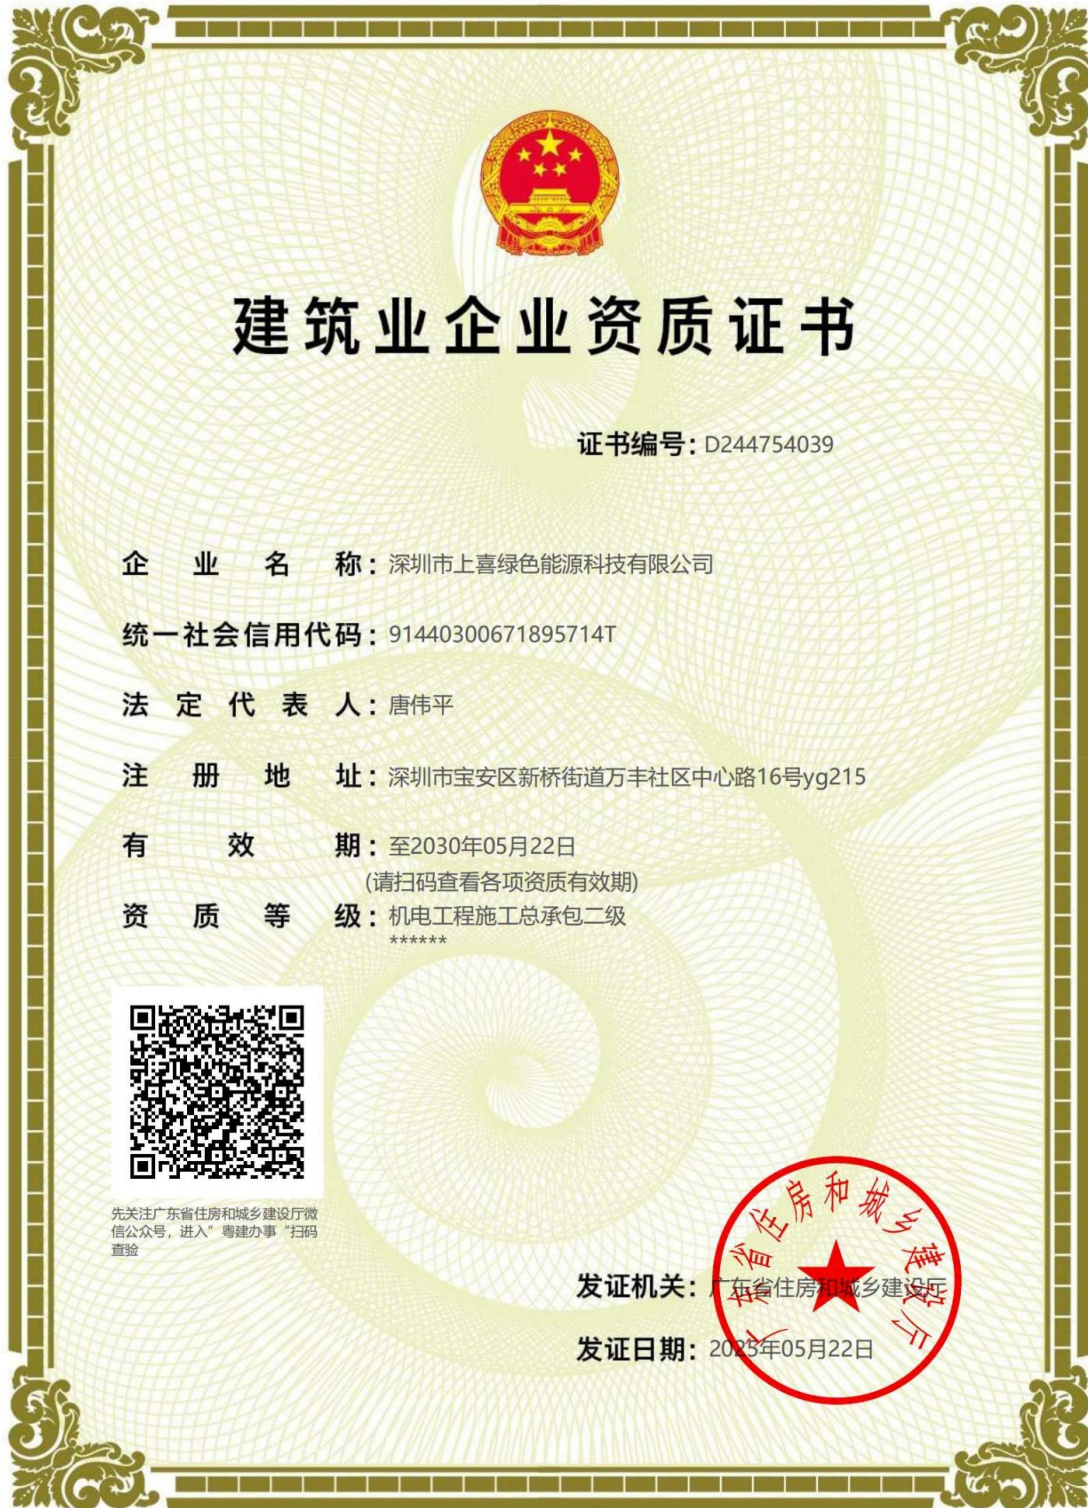 建筑业企业资质证书
证书编号：D244754039
企业名称：深圳市上喜绿色能源科技有限公司
统一社会信用代码：91440300671895714T
法定代表人：唐伟平
注册地址：深圳市宝安区新桥街道万丰社区中心路16号yg215
有效期：至2030年05月22日
(请扫码查看各项资质有效期)
资质等级：机电工程施工总承包二级
******
先关注广东省住房和城乡建设厅微
信公众号，进入”粤建办事“扫码
查验
广东省住房和城乡建设厅
发证机关：广东省住房和城乡建设厅
发证日期：2025年05月22日